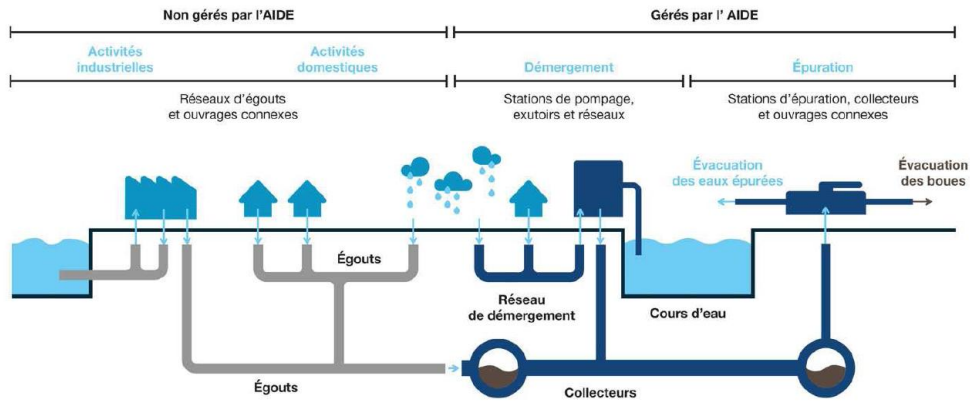 Non gérés par l'AIDE
Gérés par l' AIDE
Activités
industrielles
Activités
domestiques
Démergement
Épuration
Réseaux d'égouts
et ouvrages connexes
Stations de pompage,
exutoirs et réseaux
Stations d'épuration, collecteurs
et ouvrages connexes
Évacuation
des eaux épurées
Évacuation
des boues
Égouts
Réseau
de démergement
Cours d'eau
Égouts
Collecteurs